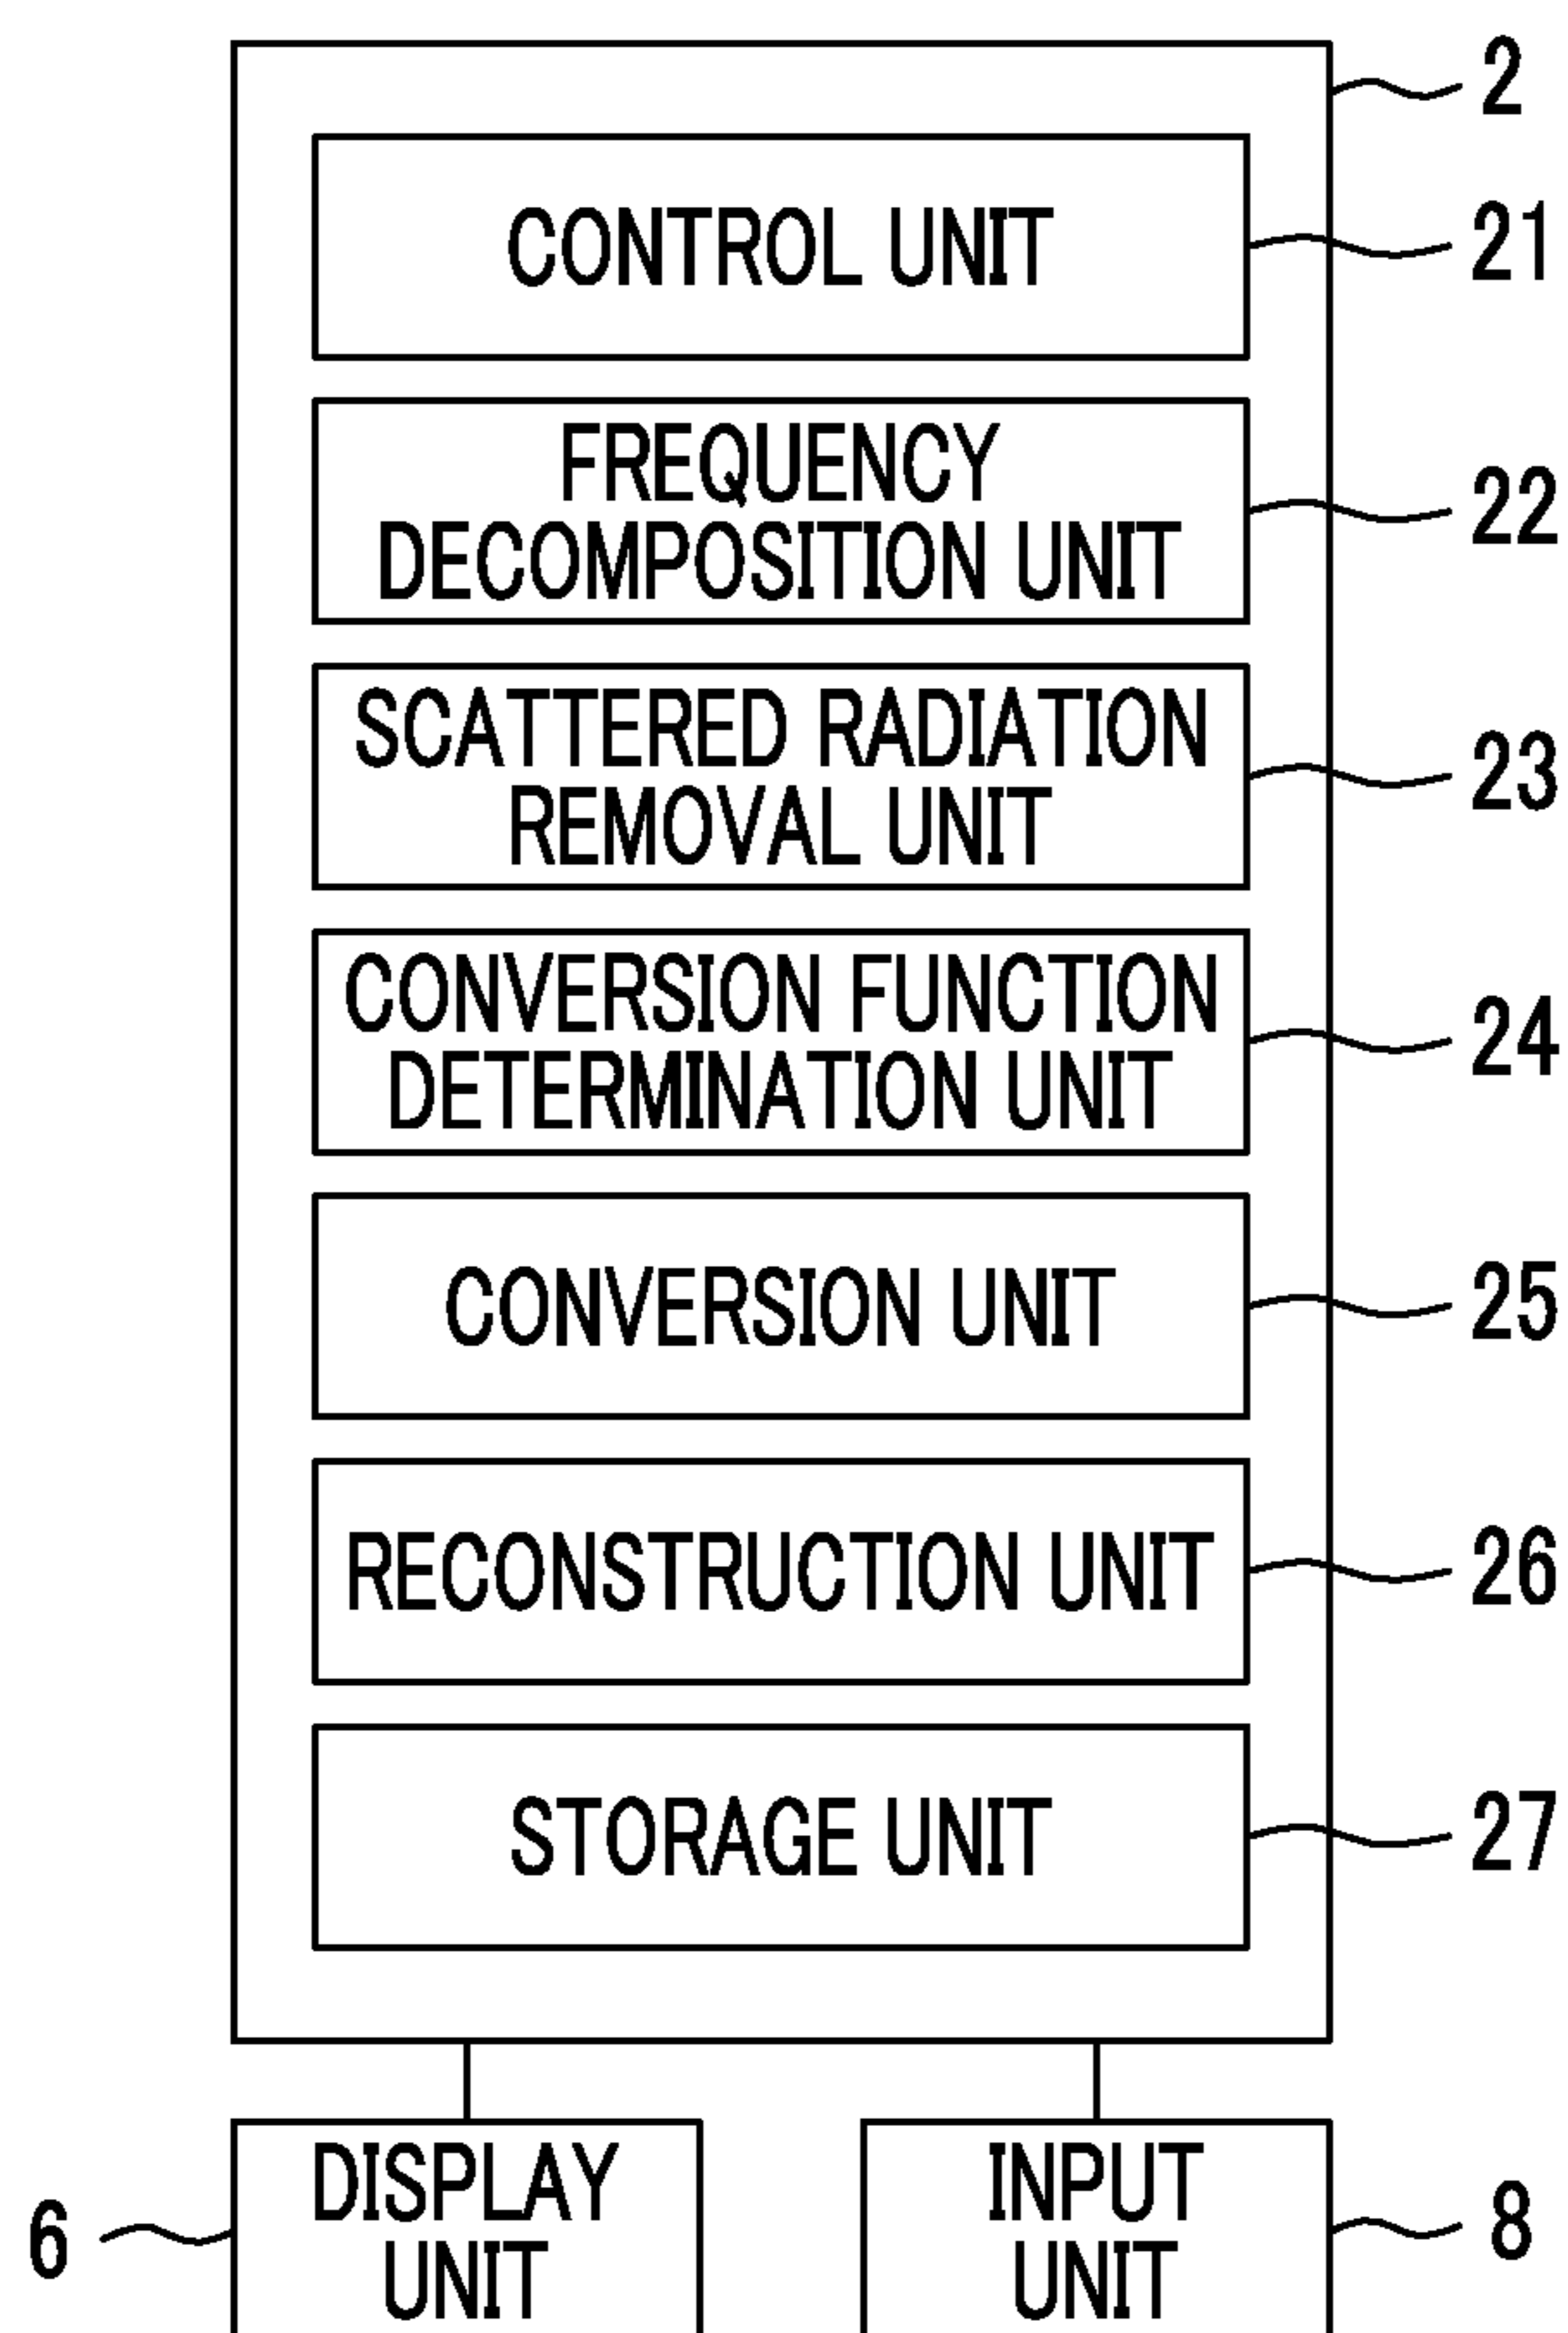 2
CONTROL UNIT
21
FREQUENCY
DECOMPOSITION UNIT
22
SCATTERED RADIATION
REMOVAL UNIT
23
CONVERSION FUNCTION
DETERMINATION UNIT
24
CONVERSION UNIT
25
RECONSTRUCTION UNIT
26
STORAGE UNIT
27
6
DISPLAY
UNIT
INPUT
UNIT
8